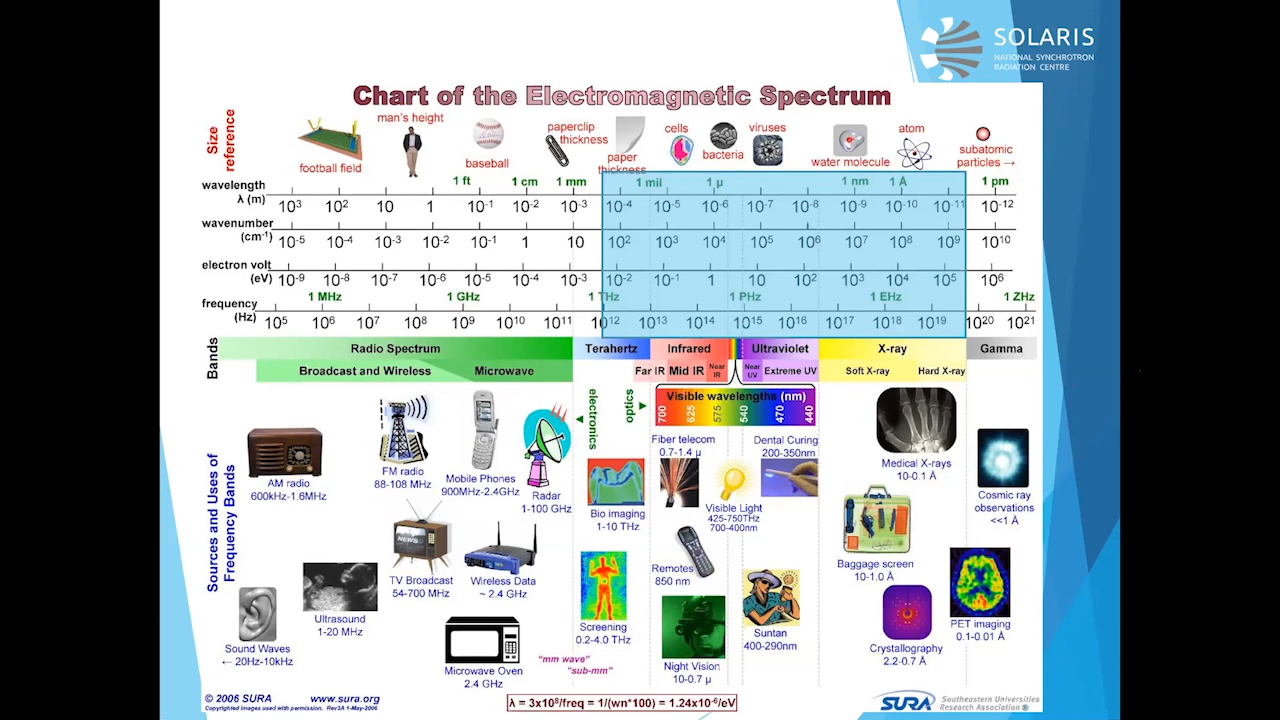 SOLARIS
NATIONAL SYNCHROTRON
RADIATION CENTRE
Chart of the Electromagnetic Spectrum
Size reference
football field
man's height
baseball
paperclip thickness
paper thickness
cells
bacteria
viruses
water molecule
atom
subatomic particles →
wavelength λ (m)
1 ft 1 cm 1 mm 1 mil 1 µ 1 nm 1 Å 1 pm
10³ 10² 10 1 10⁻¹ 10⁻² 10⁻³ 10⁻⁴ 10⁻⁵ 10⁻⁶ 10⁻⁷ 10⁻⁸ 10⁻⁹ 10⁻¹⁰ 10⁻¹¹ 10⁻¹²
wavenumber (cm⁻¹)
10⁻⁵ 10⁻⁴ 10⁻³ 10⁻² 10⁻¹ 1 10 10² 10³ 10⁴ 10⁵ 10⁶ 10⁷ 10⁸ 10⁹ 10¹⁰
electron volt (eV)
10⁻⁹ 10⁻⁸ 10⁻⁷ 10⁻⁶ 10⁻⁵ 10⁻⁴ 10⁻³ 10⁻² 10⁻¹ 1 10 10² 10³ 10⁴ 10⁵ 10⁶
frequency (Hz)
1 MHz 1 GHz 1 THz 1 PHz 1 EHz 1 ZHz
10⁵ 10⁶ 10⁷ 10⁸ 10⁹ 10¹⁰ 10¹¹ 10¹² 10¹³ 10¹⁴ 10¹⁵ 10¹⁶ 10¹⁷ 10¹⁸ 10¹⁹ 10²⁰ 10²¹
Bands
Radio Spectrum Terahertz Infrared Ultraviolet X-ray Gamma
Broadcast and Wireless Microwave Far IR Mid IR Near IR Near UV Extreme UV Soft X-ray Hard X-ray
electronics
optics
Visible wavelengths (nm)
700 625 575 540 470 440
Sources and Uses of Frequency Bands
AM radio
600kHz-1.6MHz
FM radio
88-108 MHz
Mobile Phones
900MHz-2.4GHz
Radar
1-100 GHz
Bio imaging
1-10 THz
Fiber telecom
0.7-1.4 µ
Visible Light
425-750THz
700-400nm
Dental Curing
200-350nm
Medical X-rays
10-0.1 Å
Cosmic ray
observations
<<1 Å
NEWS
TV Broadcast
54-700 MHz
Wireless Data
~ 2.4 GHz
Remotes
850 nm
Baggage screen
10-1.0 Å
Sound Waves
← 20Hz-10kHz
Ultrasound
1-20 MHz
Microwave Oven
2.4 GHz
Screening
0.2-4.0 THz
"mm wave"
"sub-mm"
Night Vision
10-0.7 µ
Suntan
400-290nm
Crystallography
2.2-0.7 Å
PET imaging
0.1-0.01 Å
© 2006 SURA www.sura.org
Copyrighted images used with permission. Rev3A 1-May-2006
λ = 3x10⁸/freq = 1/(wn*100) = 1.24x10⁻⁶/eV
SURA
Southeastern Universities
Research Association ®